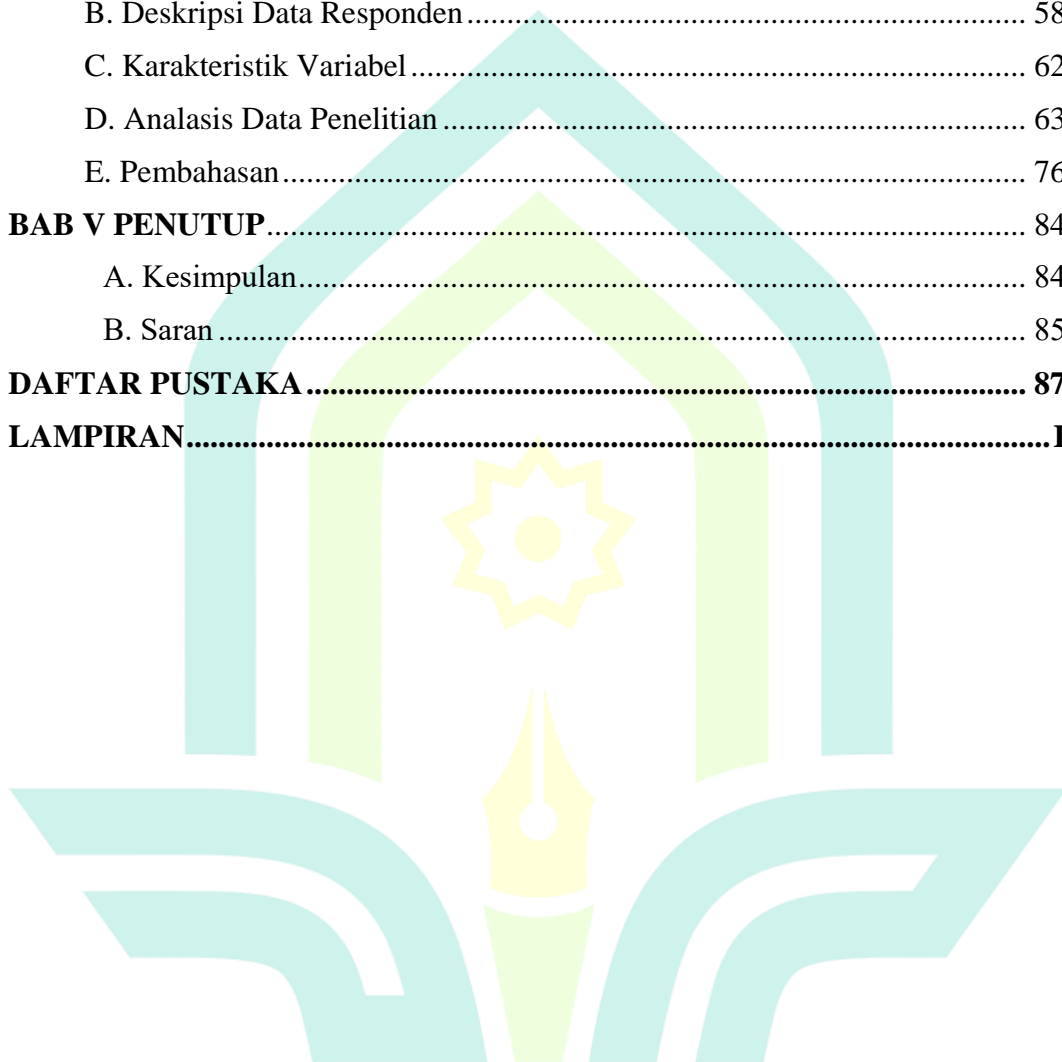 B. Deskripsi Data Responden ........................................................................ 58
C. Karakteristik Variabel ............................................................................... 62
D. Analasis Data Penelitian ........................................................................... 63
E. Pembahasan ............................................................................................... 76
BAB V PENUTUP ................................................................................................ 84
A. Kesimpulan ............................................................................................. 84
B. Saran ....................................................................................................... 85
DAFTAR PUSTAKA .......................................................................................... 87
LAMPIRAN ......................................................................................................... I